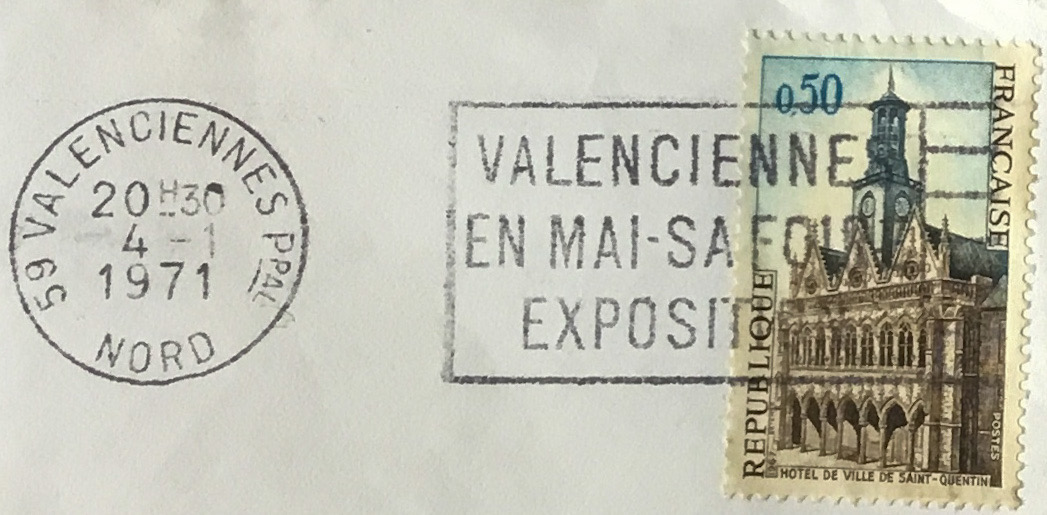 59 VALENCIENNES PPAL
20H30
4 - 1
1971
NORD
VALENCIENNE
EN MAI-SA FOI
EXPOSIT
0,50
REPUBLIQUE
FRANCAISE
POSTES
HOTEL DE VILLE DE SAINT-QUENTIN